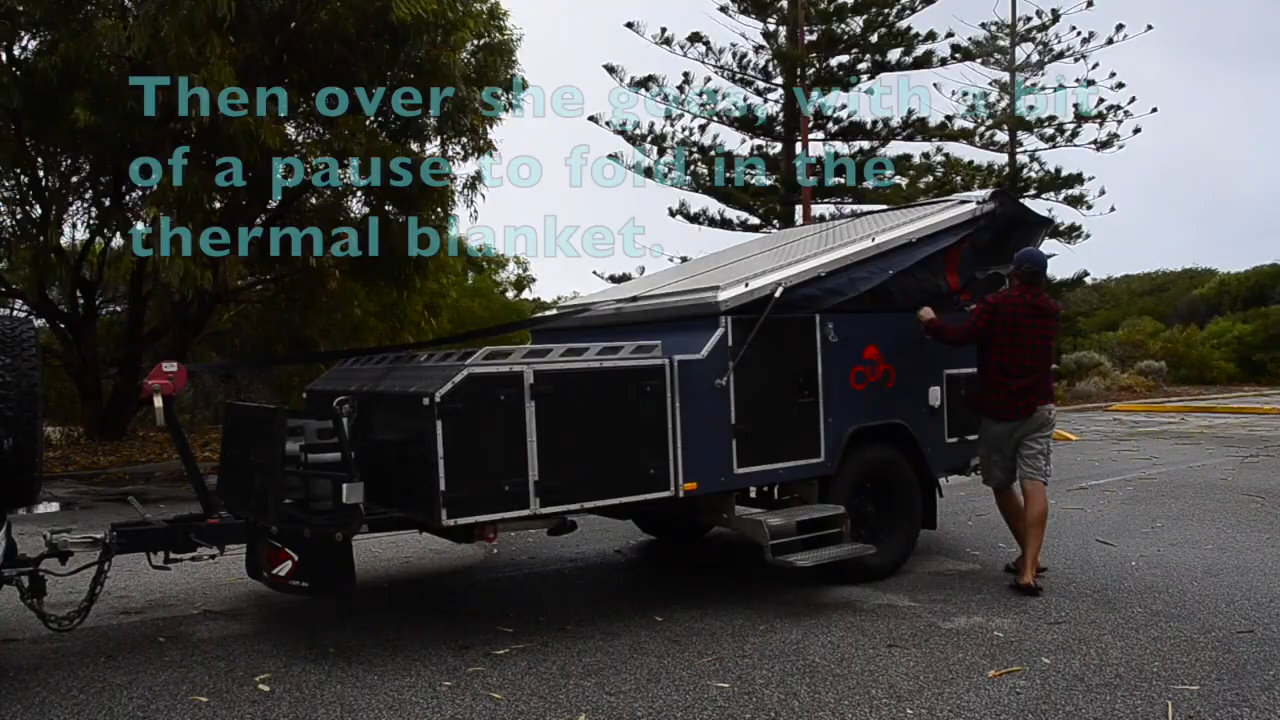 Then over she goes, with a bit
of a pause to fold in the
thermal blanket.